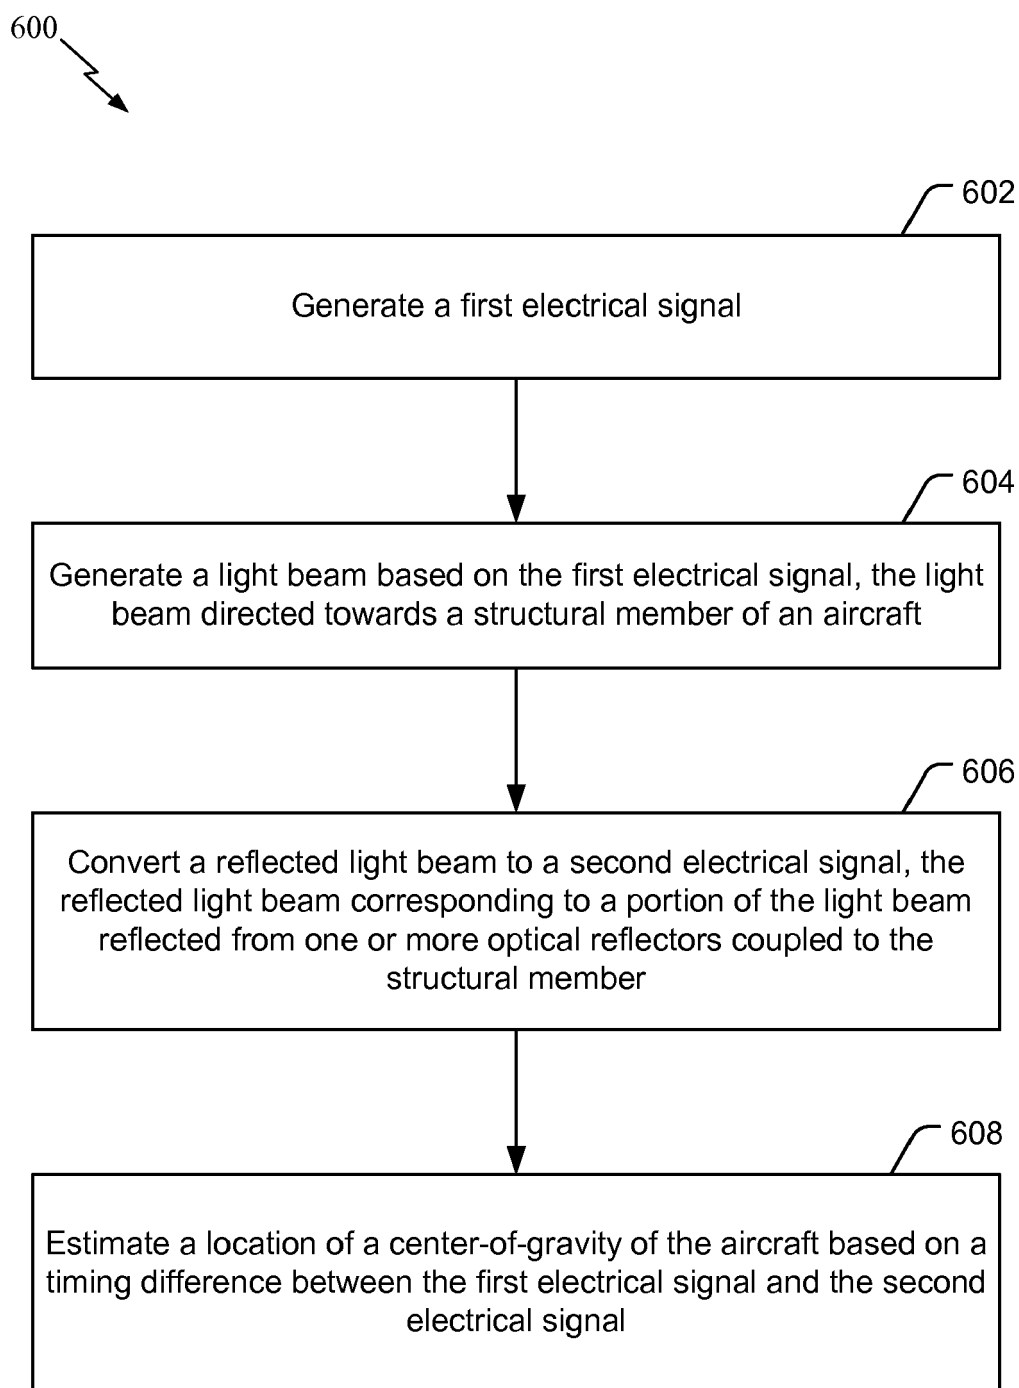 600
602
Generate a first electrical signal
604
Generate a light beam based on the first electrical signal, the light
beam directed towards a structural member of an aircraft
606
Convert a reflected light beam to a second electrical signal, the
reflected light beam corresponding to a portion of the light beam
reflected from one or more optical reflectors coupled to the
structural member
608
Estimate a location of a center-of-gravity of the aircraft based on a
timing difference between the first electrical signal and the second
electrical signal